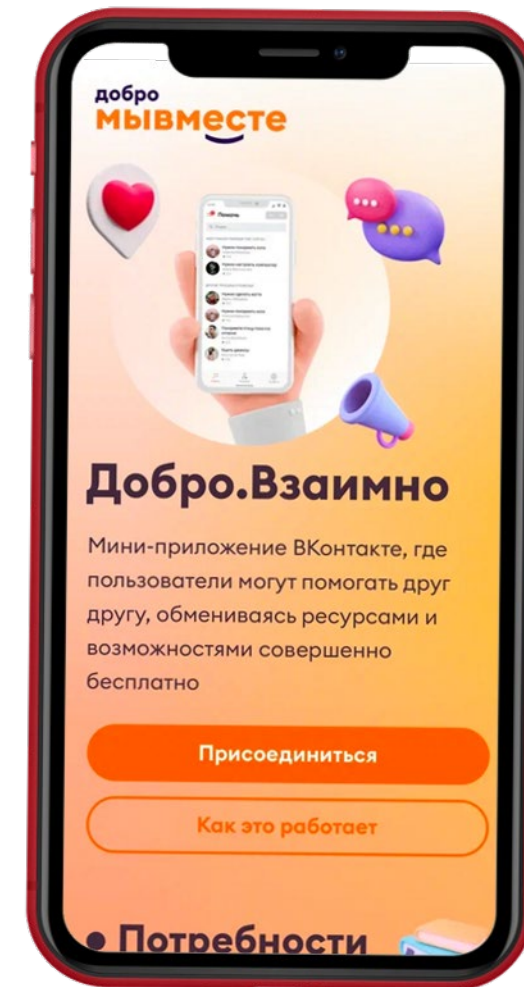 добро
мывместе
Помочь
Добро.Взаимно
Мини-приложение ВКонтакте, где
пользователи могут помогать друг
другу, обмениваясь ресурсами и
возможностями совершенно
бесплатно
Присоединиться
Как это работает
• Потребности